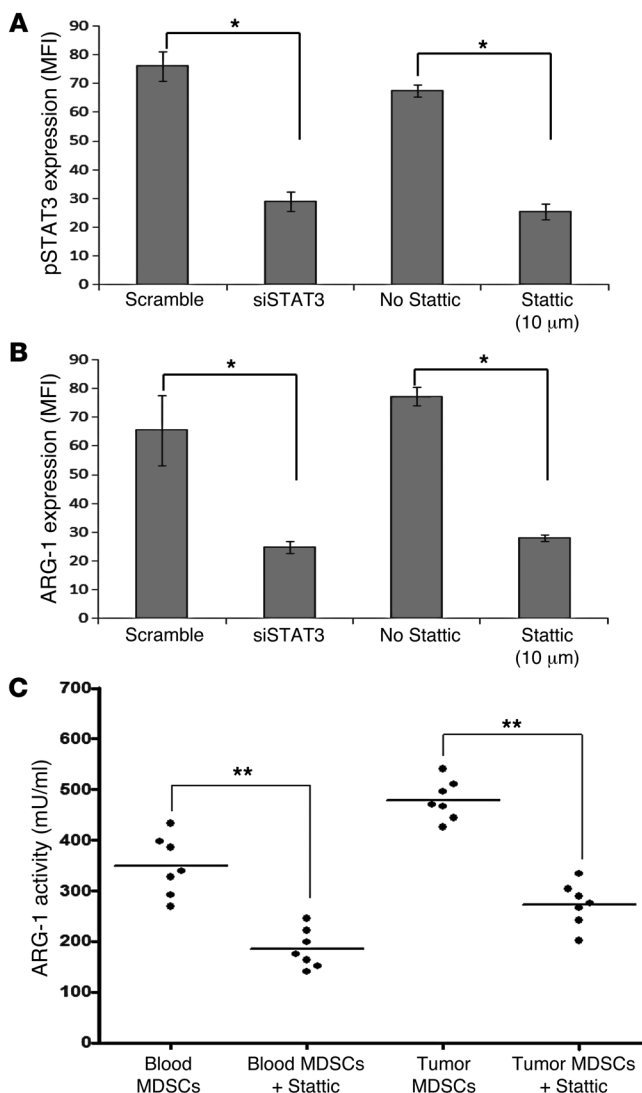 A
pSTAT3 expression (MFI)
90
80
70
60
50
40
30
20
10
0
*
*
Scramble
siSTAT3
No Stattic
Stattic
(10 μm)
B
ARG-1 expression (MFI)
90
80
70
60
50
40
30
20
10
0
*
*
Scramble
siSTAT3
No Stattic
Stattic
(10 μm)
C
ARG-1 activity (mU/ml)
700
600
500
400
300
200
100
0
**
**
Blood
MDSCs
Blood MDSCs
+ Stattic
Tumor
MDSCs
Tumor MDSCs
+ Stattic